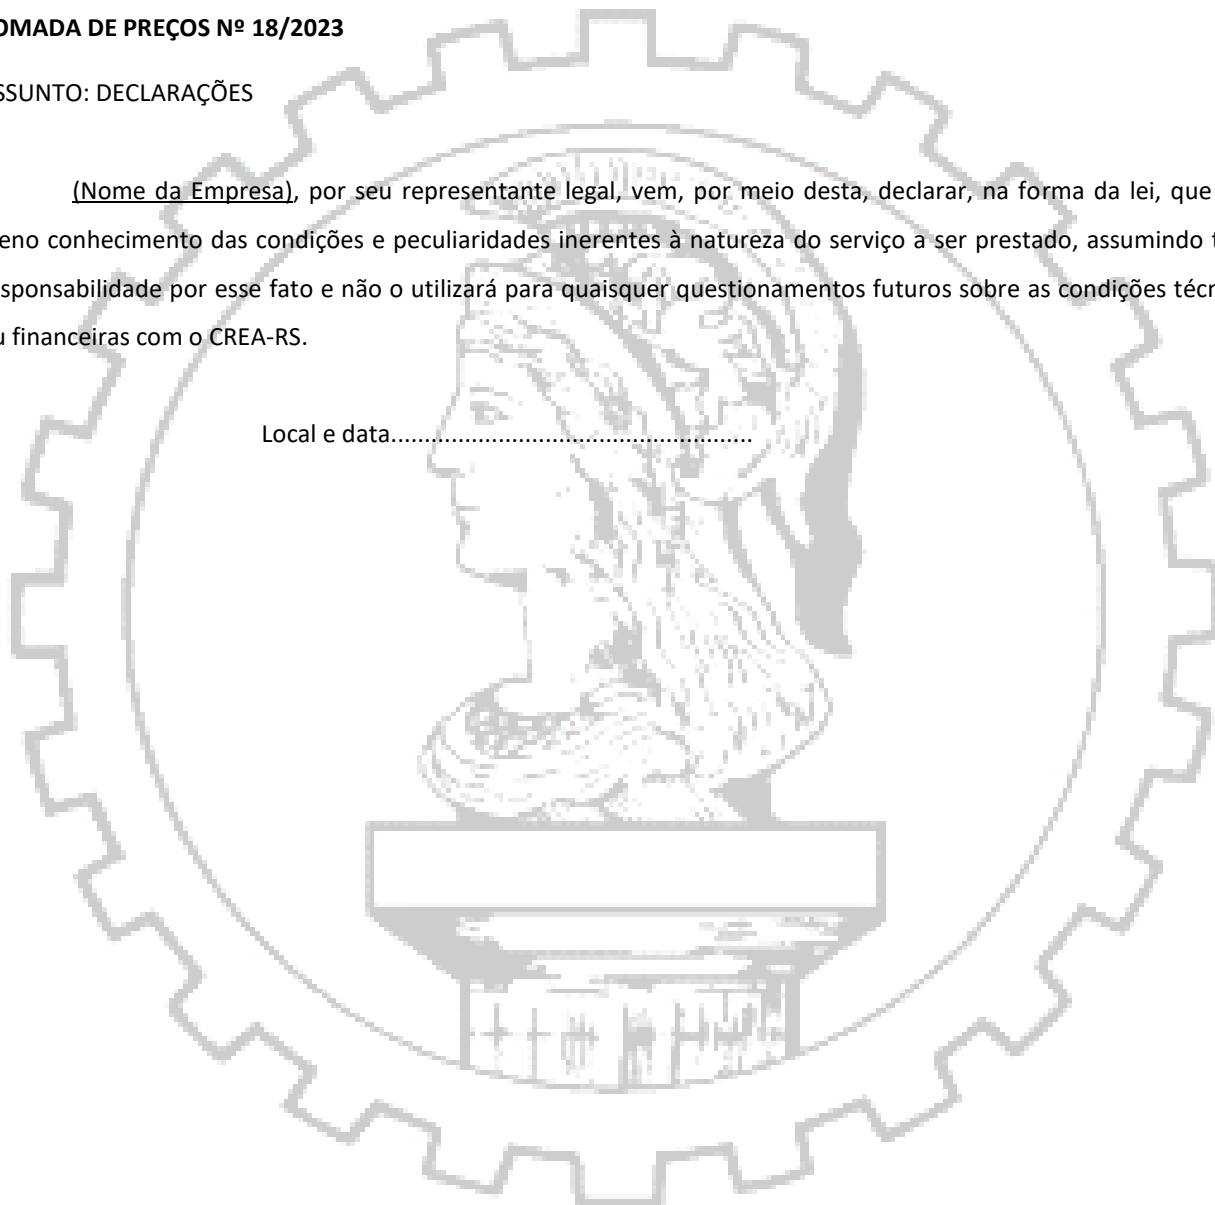 OMADA DE PREÇOS Nº 18/2023
SSUNTO: DECLARAÇÕES
(Nome da Empresa), por seu representante legal, vem, por meio desta, declarar, na forma da lei, que
eno conhecimento das condições e peculiaridades inerentes à natureza do serviço a ser prestado, assumindo t
sponsabilidade por esse fato e não o utilizará para quaisquer questionamentos futuros sobre as condições técn
u financeiras com o CREA-RS.
Local e data......................................................